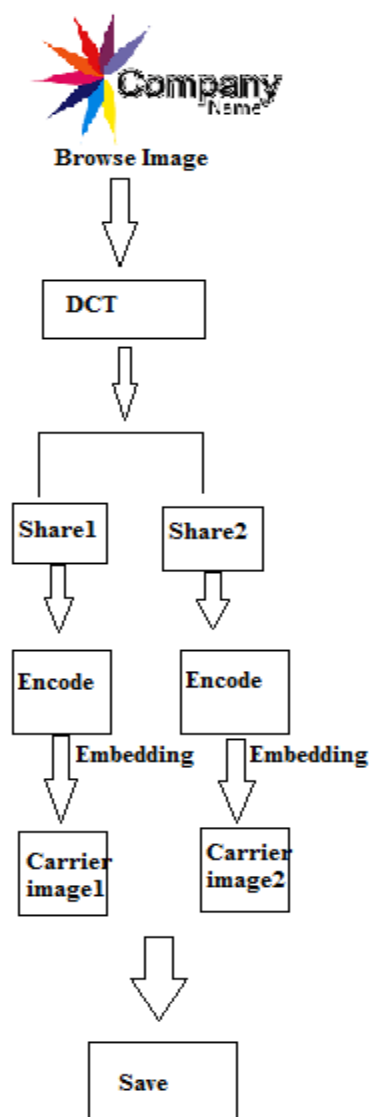 Company
Name
Browse Image
DCT
Share1
Share2
Encode
Encode
Embedding
Embedding
Carrier
image1
Carrier
image2
Save